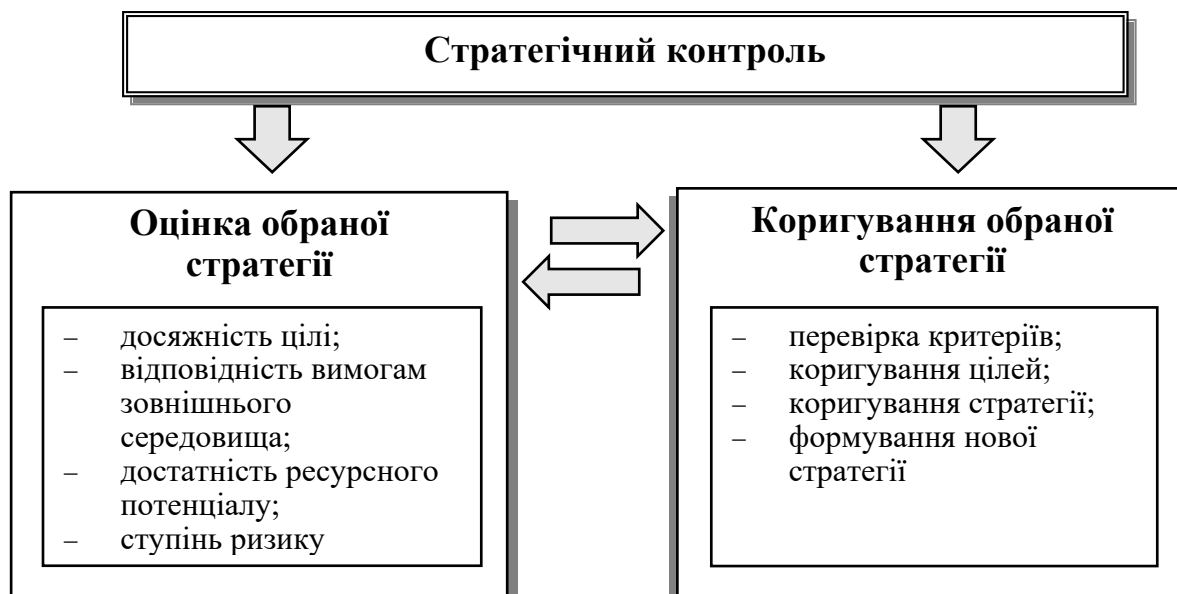 Стратегічний контроль
Оцінка обраної
стратегії
– досяжність цілі;
– відповідність вимогам
зовнішнього
середовища;
– достатність ресурсного
потенціалу;
– ступінь ризику
Коригування обраної
стратегії
– перевірка критеріїв;
– коригування цілей;
– коригування стратегії;
– формування нової
стратегії